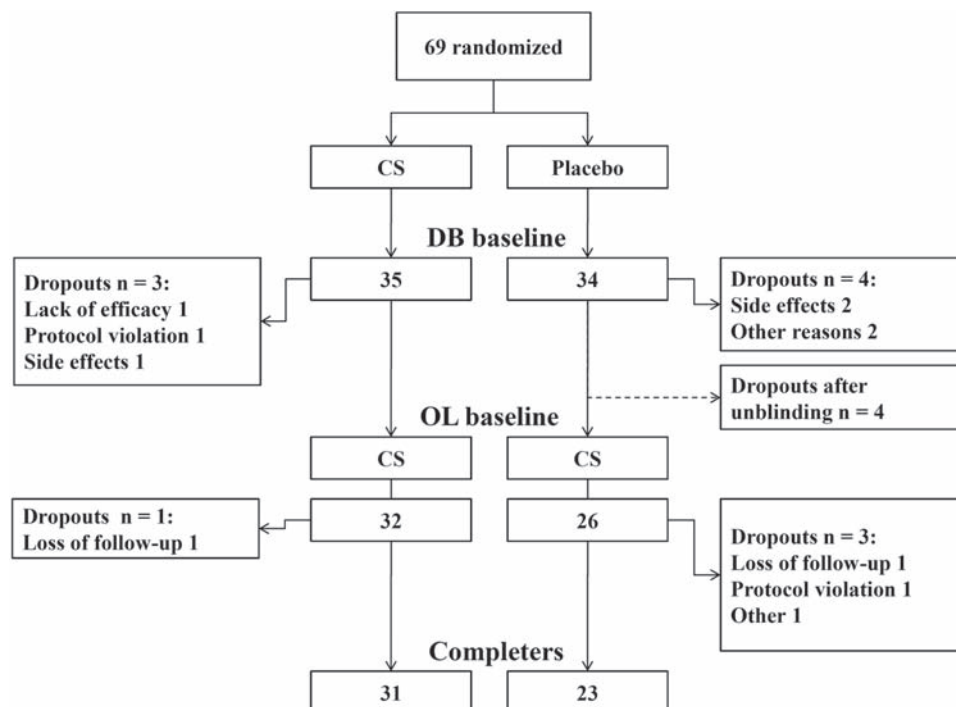 69 randomized
CS
Placebo
DB baseline
Dropouts n = 3:
Lack of efficacy 1
Protocol violation 1
Side effects 1
35
34
Dropouts n = 4:
Side effects 2
Other reasons 2
Dropouts after
unblinding n = 4
OL baseline
CS
CS
Dropouts n = 1:
Loss of follow-up 1
32
26
Dropouts n = 3:
Loss of follow-up 1
Protocol violation 1
Other 1
Completers
31
23